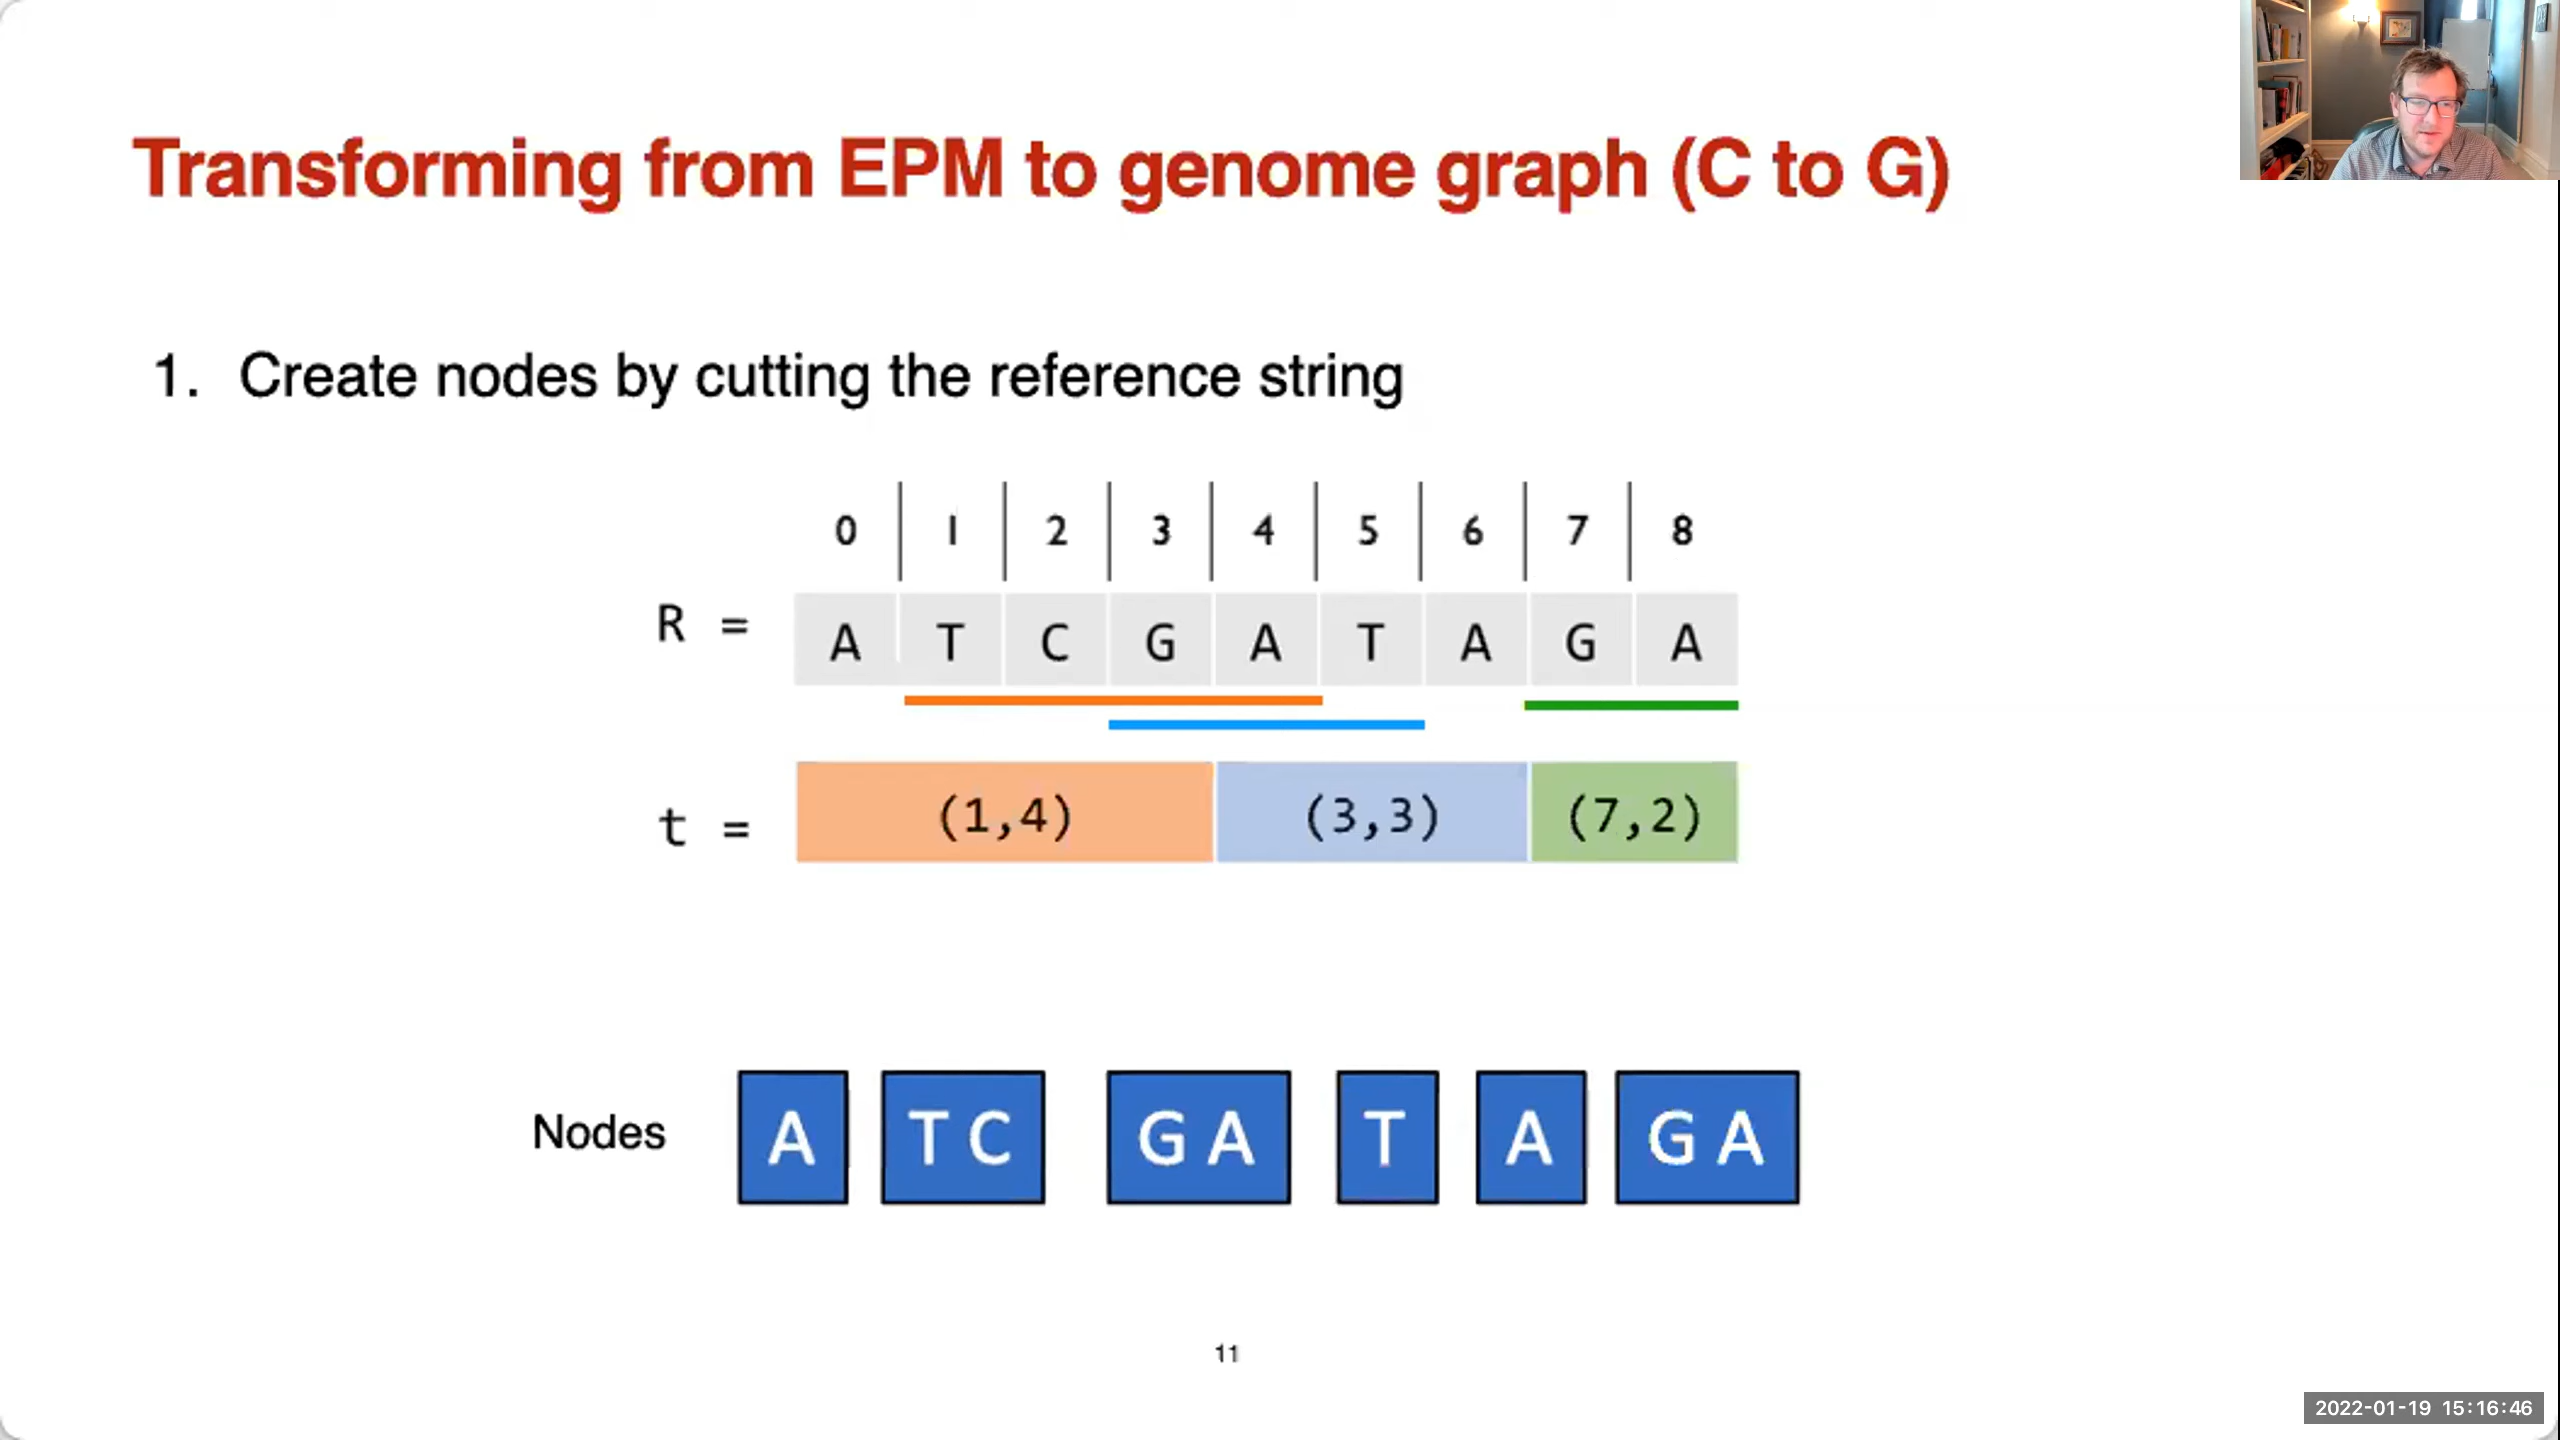 Transforming from EPM to genome graph (C to G)
1. Create nodes by cutting the reference string
0 1 2 3 4 5 6 7 8
R = A T C G A T A G A
t = (1,4) (3,3) (7,2)
Nodes A TC GA T A GA
11
2022-01-19 15:16:46